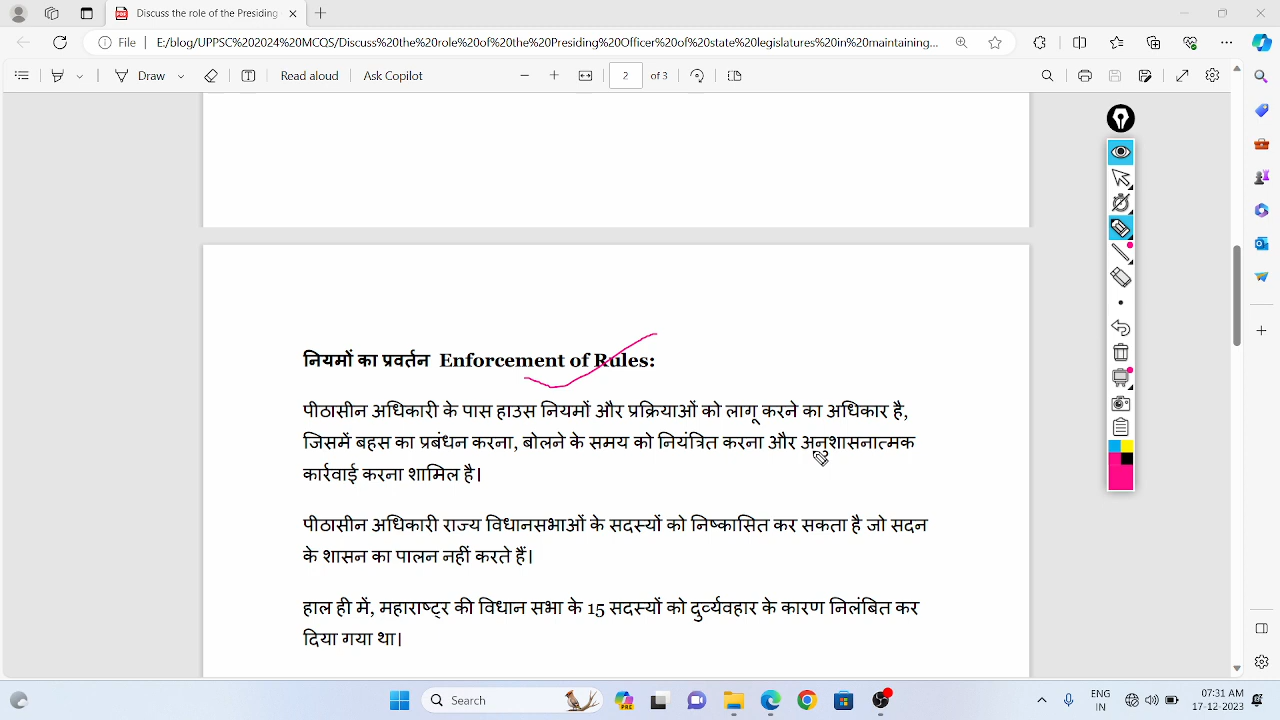 Discuss the role of the Presiding
File E:/blog/UPPSC%202024%20MCQS/Discuss%20the%20role%20of%20the%20Presiding%20Officer%20of%20state%20legislatures%20in%20maintaining...
Draw Read aloud Ask Copilot 2 of 3
नियमों का प्रवर्तन Enforcement of Rules:
पीठासीन अधिकारी के पास हाउस नियमों और प्रक्रियाओं को लागू करने का अधिकार है,
जिसमें बहस का प्रबंधन करना, बोलने के समय को नियंत्रित करना और अनुशासनात्मक
कार्रवाई करना शामिल है।
पीठासीन अधिकारी राज्य विधानसभाओं के सदस्यों को निष्कासित कर सकता है जो सदन
के शासन का पालन नहीं करते हैं।
हाल ही में, महाराष्ट्र की विधान सभा के 15 सदस्यों को दुर्व्यवहार के कारण निलंबित कर
दिया गया था।
Search
ENG 07:31 AM
IN 17-12-2023